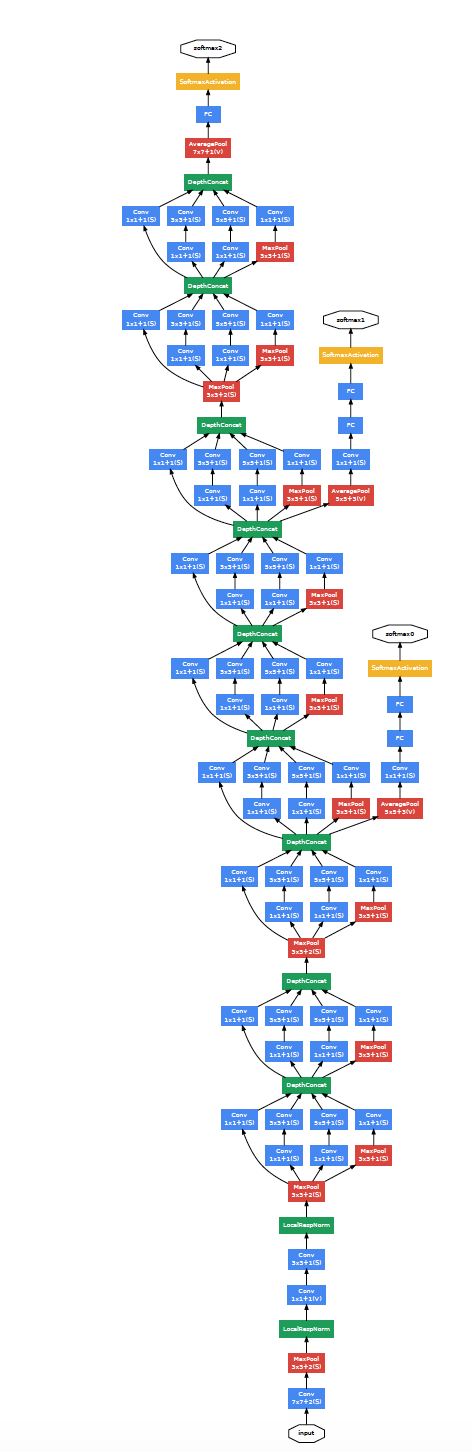 softmax2
SoftmaxActivation
FC
AveragePool
7x7+1(V)
DepthConcat
Conv Conv Conv Conv
1x1+1(S) 3x3+1(S) 5x5+1(S) 1x1+1(S)
Conv Conv MaxPool
1x1+1(S) 1x1+1(S) 3x3+1(S)
DepthConcat
Conv Conv Conv Conv softmax1
1x1+1(S) 3x3+1(S) 5x5+1(S) 1x1+1(S)
Conv Conv MaxPool SoftmaxActivation
1x1+1(S) 1x1+1(S) 3x3+1(S)
MaxPool FC
3x3+2(S)
DepthConcat FC
Conv Conv Conv Conv Conv
1x1+1(S) 3x3+1(S) 5x5+1(S) 1x1+1(S) 1x1+1(S)
Conv Conv MaxPool AveragePool
1x1+1(S) 1x1+1(S) 3x3+1(S) 5x5+3(V)
DepthConcat
Conv Conv Conv Conv
1x1+1(S) 3x3+1(S) 5x5+1(S) 1x1+1(S)
Conv Conv MaxPool
1x1+1(S) 1x1+1(S) 3x3+1(S)
DepthConcat softmax0
Conv Conv Conv Conv SoftmaxActivation
1x1+1(S) 3x3+1(S) 5x5+1(S) 1x1+1(S)
Conv Conv MaxPool FC
1x1+1(S) 1x1+1(S) 3x3+1(S)
DepthConcat FC
Conv Conv Conv Conv Conv
1x1+1(S) 3x3+1(S) 5x5+1(S) 1x1+1(S) 1x1+1(S)
Conv Conv MaxPool AveragePool
1x1+1(S) 1x1+1(S) 3x3+1(S) 5x5+3(V)
DepthConcat
Conv Conv Conv Conv
1x1+1(S) 3x3+1(S) 5x5+1(S) 1x1+1(S)
Conv Conv MaxPool
1x1+1(S) 1x1+1(S) 3x3+1(S)
MaxPool
3x3+2(S)
DepthConcat
Conv Conv Conv Conv
1x1+1(S) 3x3+1(S) 5x5+1(S) 1x1+1(S)
Conv Conv MaxPool
1x1+1(S) 1x1+1(S) 3x3+1(S)
DepthConcat
Conv Conv Conv Conv
1x1+1(S) 3x3+1(S) 5x5+1(S) 1x1+1(S)
Conv Conv MaxPool
1x1+1(S) 1x1+1(S) 3x3+1(S)
MaxPool
3x3+2(S)
LocalRespNorm
Conv
3x3+1(S)
Conv
1x1+1(V)
LocalRespNorm
MaxPool
3x3+2(S)
Conv
7x7+2(S)
input